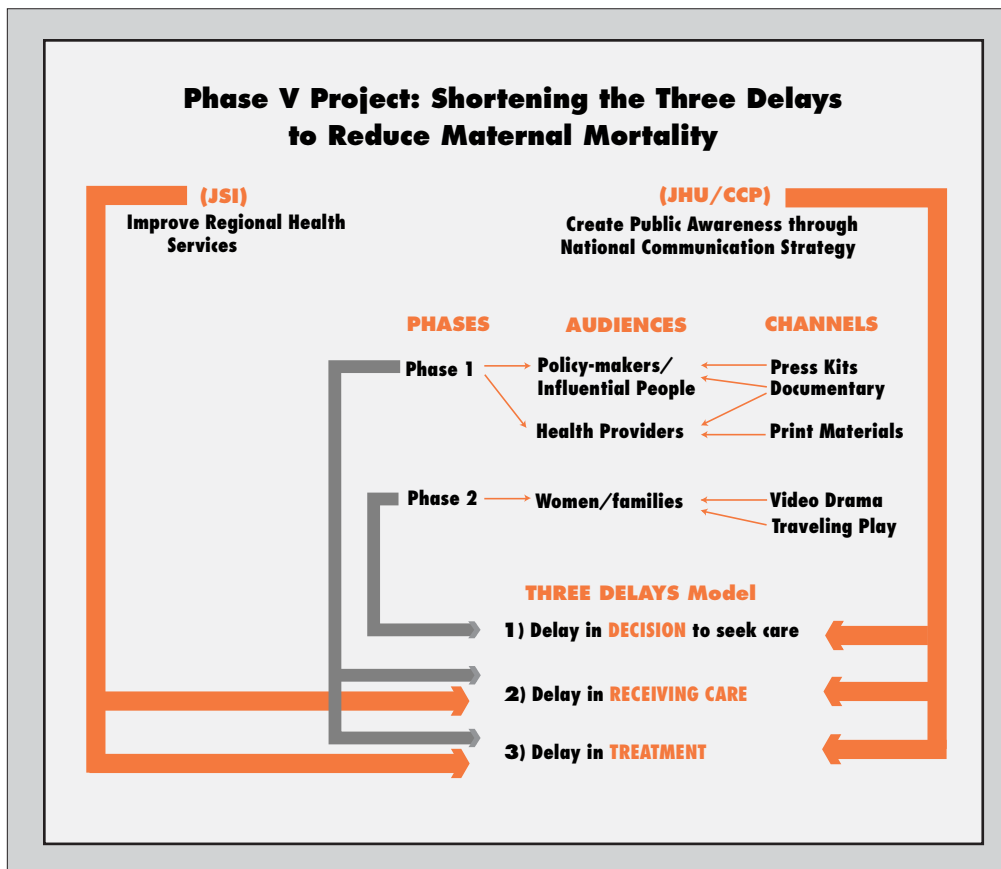 Phase V Project: Shortening the Three Delays
to Reduce Maternal Mortality
(JSI)
Improve Regional Health
Services
(JHU/CCP)
Create Public Awareness through
National Communication Strategy
PHASES AUDIENCES CHANNELS
Phase 1
Policy-makers/
Influential People
Press Kits
Documentary
Health Providers
Print Materials
Phase 2
Women/families
Video Drama
Traveling Play
THREE DELAYS Model
1) Delay in DECISION to seek care
2) Delay in RECEIVING CARE
3) Delay in TREATMENT